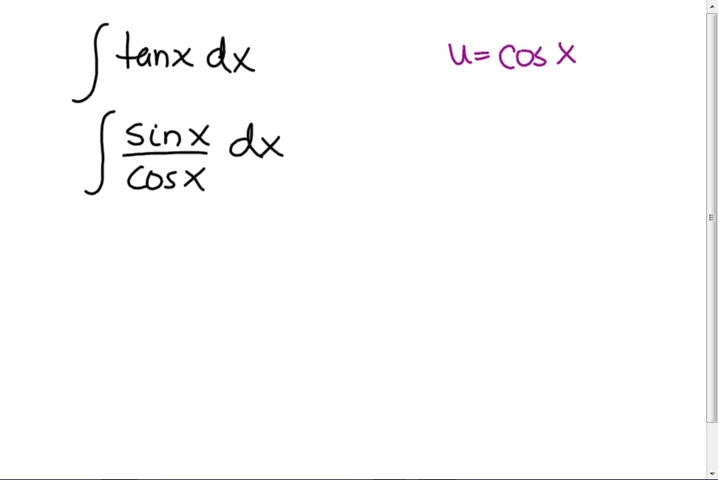 ∫ tanx dx
u = cos x
∫ sinx/cosx dx